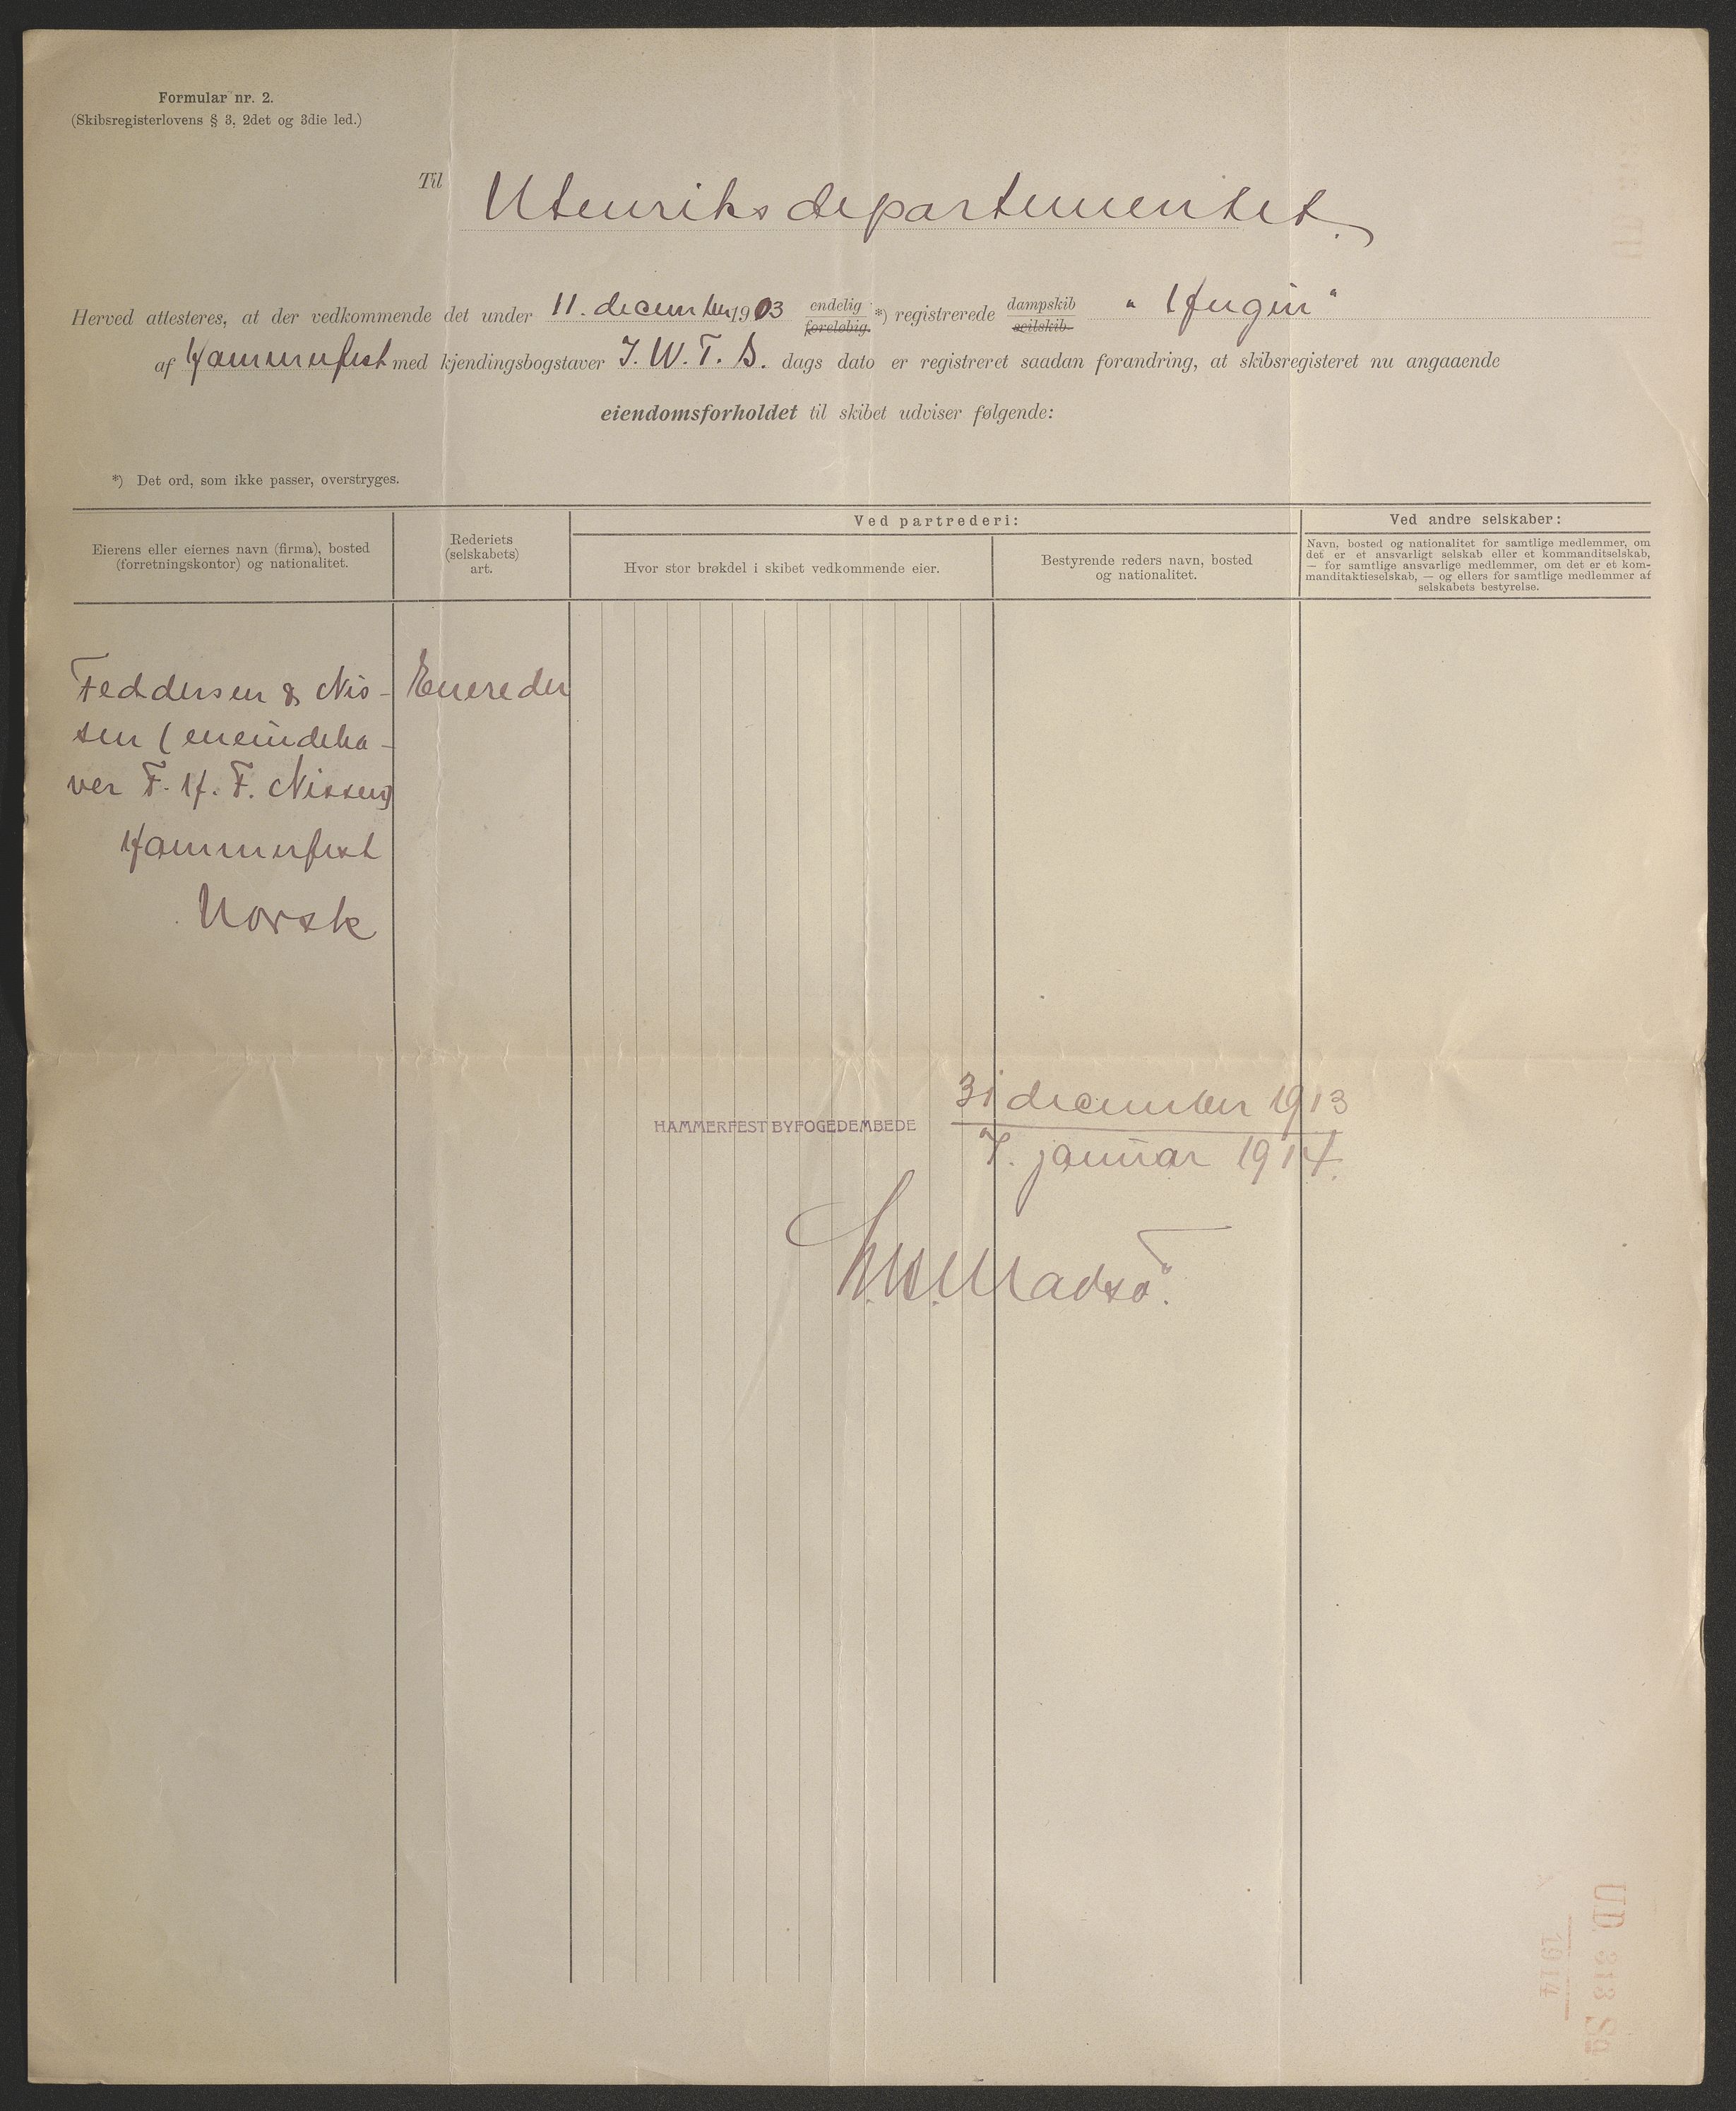 Formular nr. 2.
(Skibsregisterlovens § 3, 2det og 3die led.)
Til Utenriksdepartementet.
Herved attesteres, at der vedkommende det under 11. december 1903 endelig foreløbig. *) registrerede dampskib seilskib "Hugin"
af Hammerfest med kjendingsbogstaver J. W. T. S. dags dato er registreret saadan forandring, at skibsregisteret nu angaaende
eiendomsforholdet til skibet udviser følgende:
*) Det ord, som ikke passer, overstryges.
Eierens eller eiernes navn (firma), bosted
(forretningskontor) og nationalitet.
Rederiets
(selskabets)
art.
Ved partrederi:
Hvor stor brøkdel i skibet vedkommende eier.
Bestyrende reders navn, bosted
og nationalitet.
Ved andre selskaber:
Navn, bosted og nationalitet for samtlige medlemmer, om
det er et ansvarligt selskab eller et kommanditselskab,
— for samtlige ansvarlige medlemmer, om det er et kom-
manditaktieselskab, — og ellers for samtlige medlemmer af
selskabets bestyrelse.
Feddersen & Nis-
sen (eneindeha-
ver F. H. F. Nissen)
Hammerfest
Norsk
Enereder
HAMMERFEST BYFOGEDEMBEDE
31 december 1913
7. januar 1914.
Madsø.
UD. 313 Sq
1914